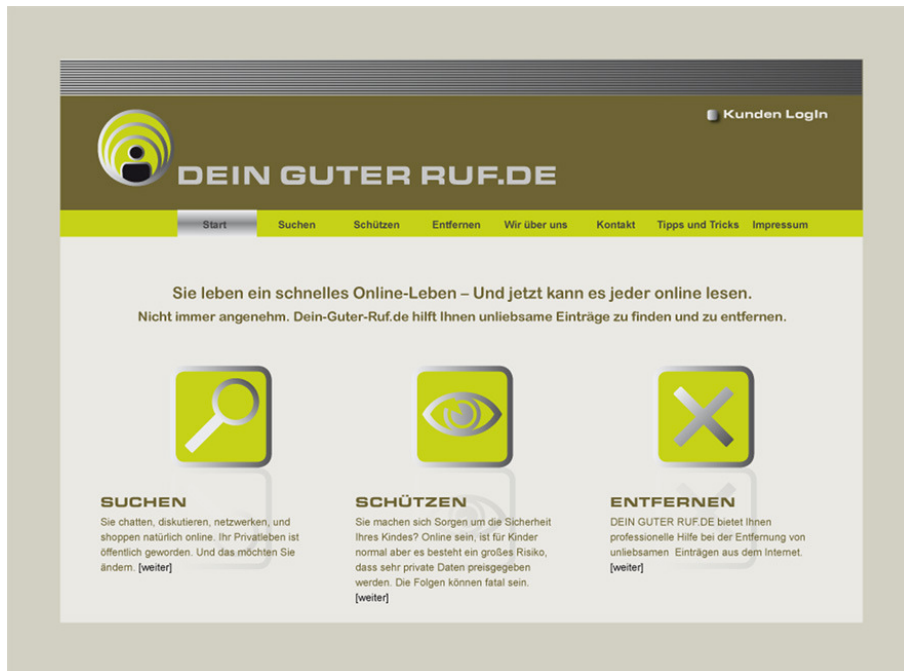 Kunden LogIn
DEIN GUTER RUF.DE
Start Suchen Schützen Entfernen Wir über uns Kontakt Tipps und Tricks Impressum
Sie leben ein schnelles Online-Leben – Und jetzt kann es jeder online lesen.
Nicht immer angenehm. Dein-Guter-Ruf.de hilft Ihnen unliebsame Einträge zu finden und zu entfernen.
SUCHEN
Sie chatten, diskutieren, netzwerken, und
shoppen natürlich online. Ihr Privatleben ist
öffentlich geworden. Und das möchten Sie
ändern. [weiter]
SCHÜTZEN
Sie machen sich Sorgen um die Sicherheit
Ihres Kindes? Online sein, ist für Kinder
normal aber es besteht ein großes Risiko,
dass sehr private Daten preisgegeben
werden. Die Folgen können fatal sein.
[weiter]
ENTFERNEN
DEIN GUTER RUF.DE bietet Ihnen
professionelle Hilfe bei der Entfernung von
unliebsamen Einträgen aus dem Internet.
[weiter]